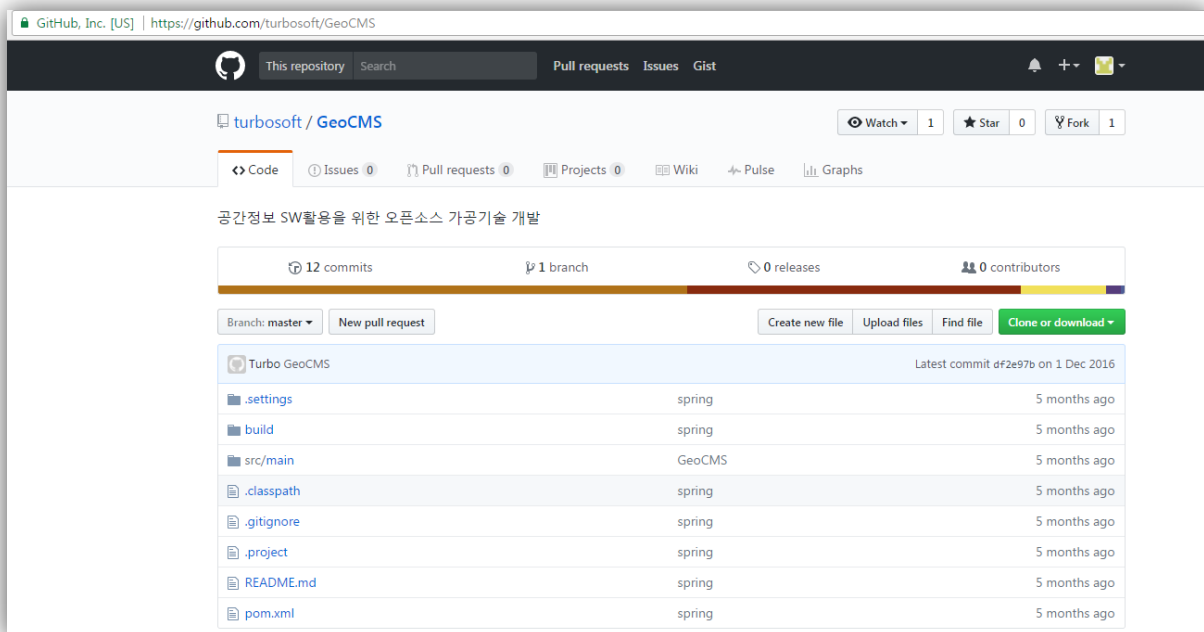 GitHub, Inc. [US] | https://github.com/turbosoft/GeoCMS
This repository Search Pull requests Issues Gist
turbosoft / GeoCMS Watch 1 Star 0 Fork 1
Code Issues 0 Pull requests 0 Projects 0 Wiki Pulse Graphs
공간정보 SW활용을 위한 오픈소스 가공기술 개발
12 commits 1 branch 0 releases 0 contributors
Branch: master New pull request Create new file Upload files Find file Clone or download
Turbo GeoCMS Latest commit df2e97b on 1 Dec 2016
.settings spring 5 months ago
build spring 5 months ago
src/main GeoCMS 5 months ago
.classpath spring 5 months ago
.gitignore spring 5 months ago
.project spring 5 months ago
README.md spring 5 months ago
pom.xml spring 5 months ago